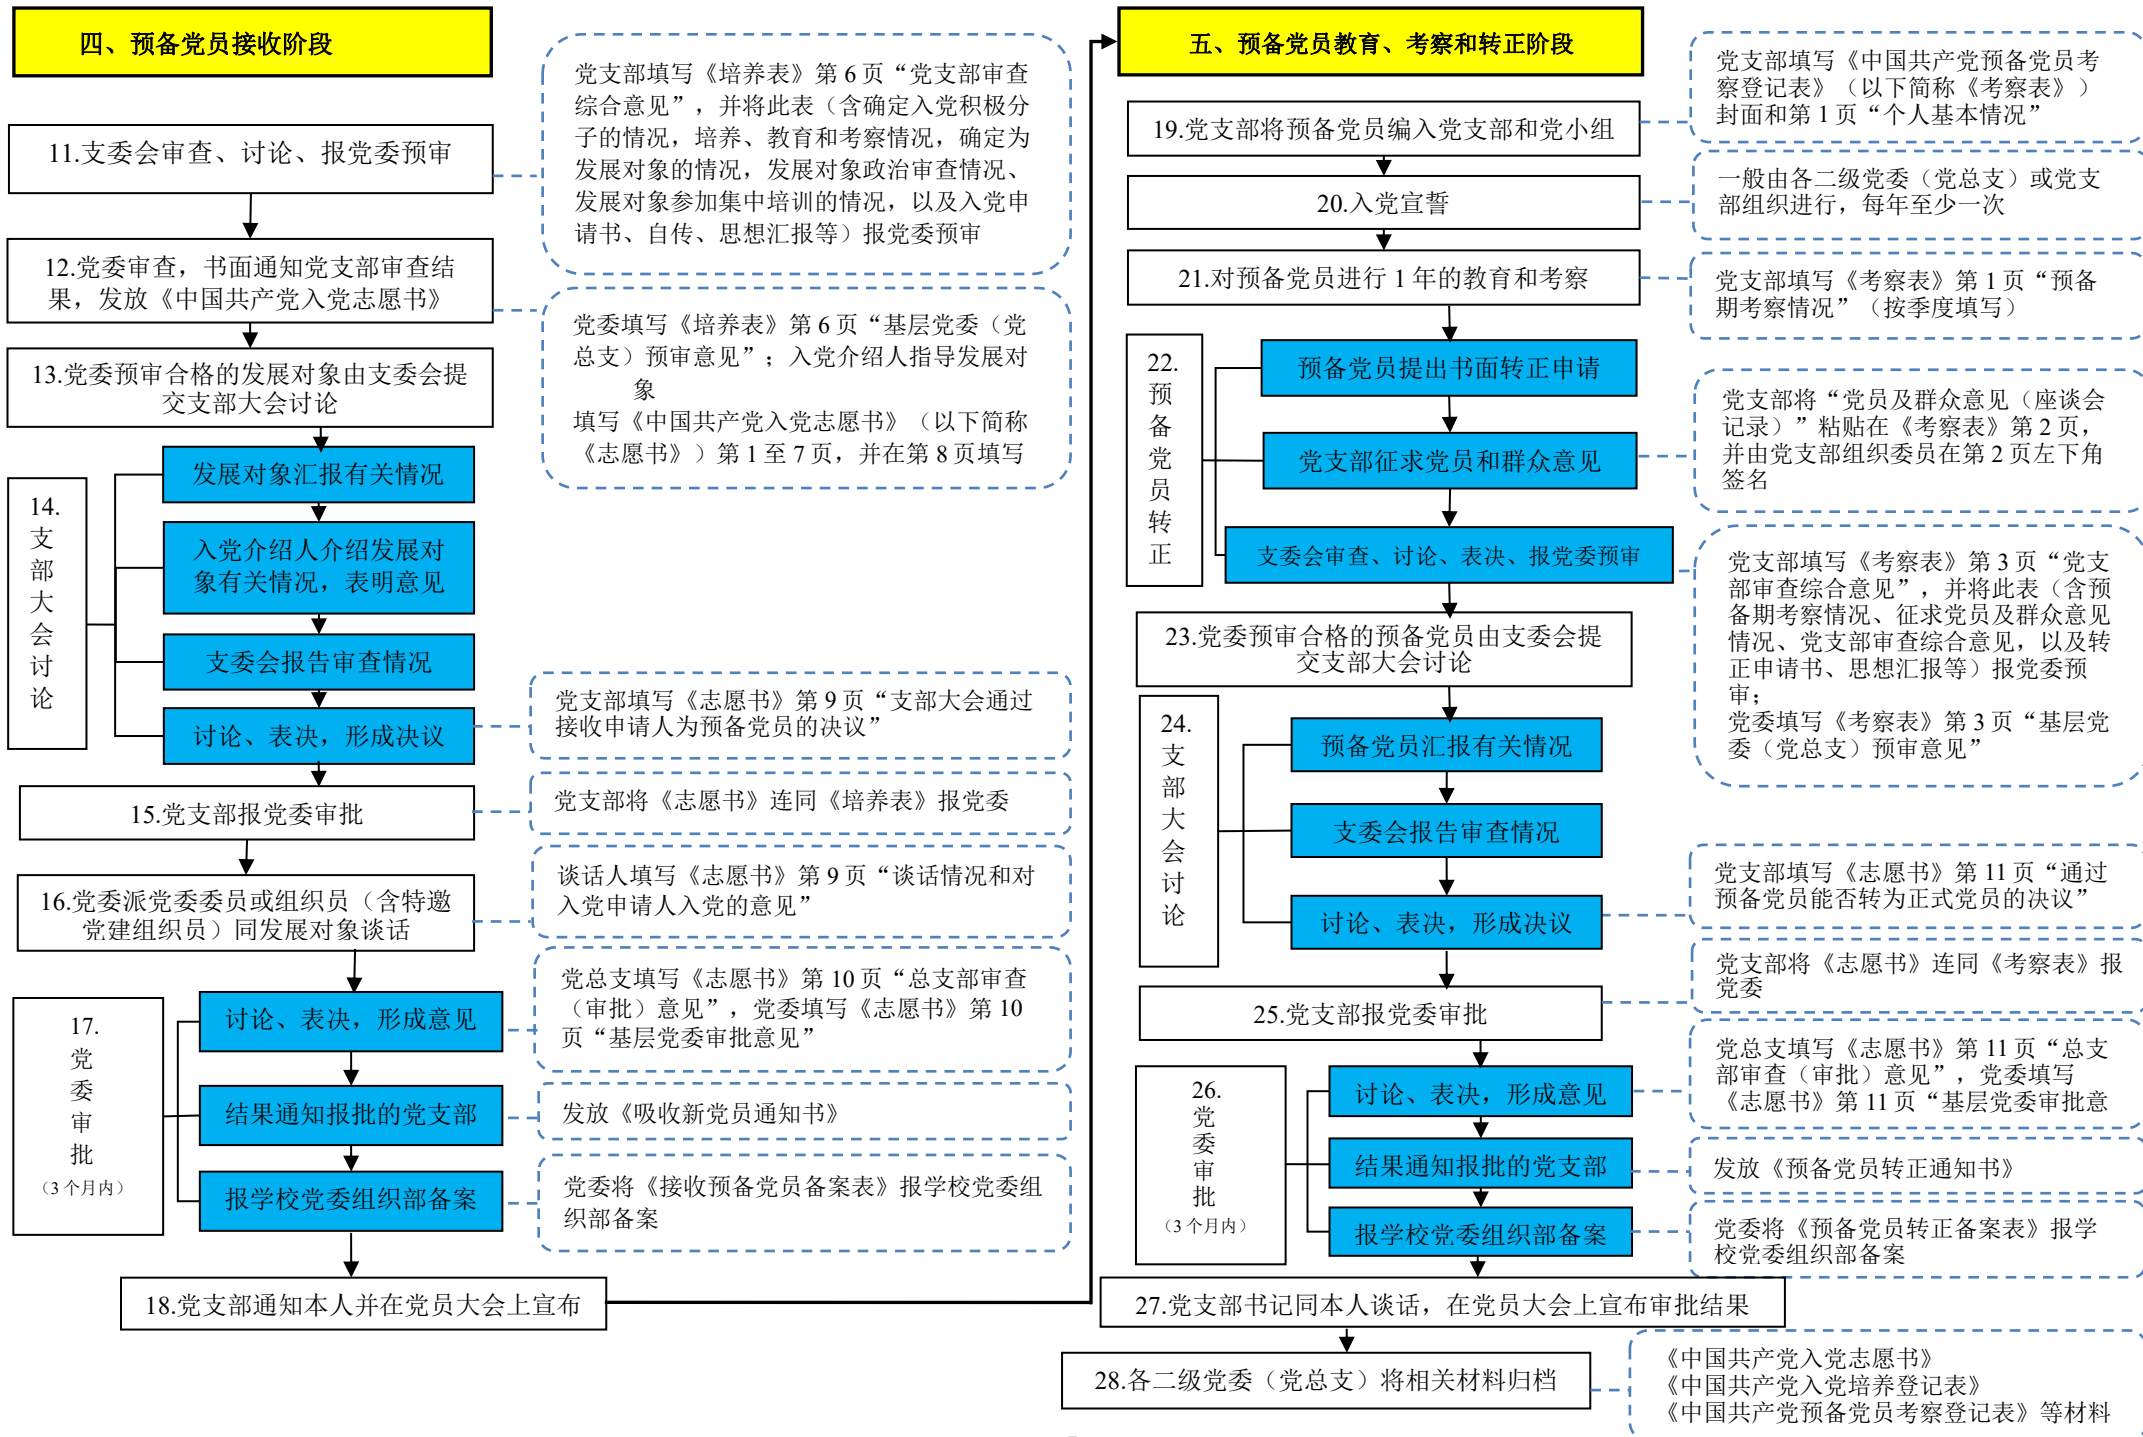 四、预备党员接收阶段
11.支委会审查、讨论、报党委预审
党支部填写《培养表》第 6 页“党支部审查
综合意见”，并将此表（含确定入党积极分
子的情况，培养、教育和考察情况，确定为
发展对象的情况，发展对象政治审查情况、
发展对象参加集中培训的情况，以及入党申
请书、自传、思想汇报等）报党委预审
12.党委审查，书面通知党支部审查结
果，发放《中国共产党入党志愿书》
党委填写《培养表》第 6 页“基层党委（党
总支）预审意见”；入党介绍人指导发展对
象
填写《中国共产党入党志愿书》（以下简称
《志愿书》）第 1 至 7 页，并在第 8 页填写
13.党委预审合格的发展对象由支委会提
交支部大会讨论
14.
支
部
大
会
讨
论
发展对象汇报有关情况
入党介绍人介绍发展对
象有关情况，表明意见
支委会报告审查情况
讨论、表决，形成决议
党支部填写《志愿书》第 9 页“支部大会通过
接收申请人为预备党员的决议”
15.党支部报党委审批
党支部将《志愿书》连同《培养表》报党委
16.党委派党委委员或组织员（含特邀
党建组织员）同发展对象谈话
谈话人填写《志愿书》第 9 页“谈话情况和对
入党申请人入党的意见”
17.
党
委
审
批
（3 个月内）
讨论、表决，形成意见
党总支填写《志愿书》第 10 页“总支部审查
（审批）意见”，党委填写《志愿书》第 10
页“基层党委审批意见”
结果通知报批的党支部
发放《吸收新党员通知书》
报学校党委组织部备案
党委将《接收预备党员备案表》报学校党委组
织部备案
18.党支部通知本人并在党员大会上宣布
五、预备党员教育、考察和转正阶段
19.党支部将预备党员编入党支部和党小组
党支部填写《中国共产党预备党员考
察登记表》（以下简称《考察表》）
封面和第 1 页“个人基本情况”
20.入党宣誓
一般由各二级党委（党总支）或党支
部组织进行，每年至少一次
21.对预备党员进行 1 年的教育和考察
党支部填写《考察表》第 1 页“预备
期考察情况”（按季度填写）
22.
预
备
党
员
转
正
预备党员提出书面转正申请
党支部征求党员和群众意见
党支部将“党员及群众意见（座谈会
记录）”粘贴在《考察表》第 2 页，
并由党支部组织委员在第 2 页左下角
签名
支委会审查、讨论、表决、报党委预审
党支部填写《考察表》第 3 页“党支
部审查综合意见”，并将此表（含预
备期考察情况、征求党员及群众意见
情况、党支部审查综合意见，以及转
正申请书、思想汇报等）报党委预
审；
党委填写《考察表》第 3 页“基层党
委（党总支）预审意见”
23.党委预审合格的预备党员由支委会提
交支部大会讨论
24.
支
部
大
会
讨
论
预备党员汇报有关情况
支委会报告审查情况
讨论、表决，形成决议
党支部填写《志愿书》第 11 页“通过
预备党员能否转为正式党员的决议”
25.党支部报党委审批
党支部将《志愿书》连同《考察表》报
党委
26.
党
委
审
批
（3 个月内）
讨论、表决，形成意见
党总支填写《志愿书》第 11 页“总支
部审查（审批）意见”，党委填写
《志愿书》第 11 页“基层党委审批意
结果通知报批的党支部
发放《预备党员转正通知书》
报学校党委组织部备案
党委将《预备党员转正备案表》报学
校党委组织部备案
27.党支部书记同本人谈话，在党员大会上宣布审批结果
28.各二级党委（党总支）将相关材料归档
《中国共产党入党志愿书》
《中国共产党入党培养登记表》
《中国共产党预备党员考察登记表》等材料